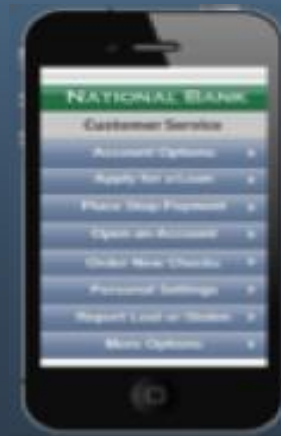 NATIONAL BANK
Customer Service
Account Options
Apply for a Loan
Place Stop Payment
Open an Account
Order New Checks
Personal Settings
Report Lost or Stolen
More Options